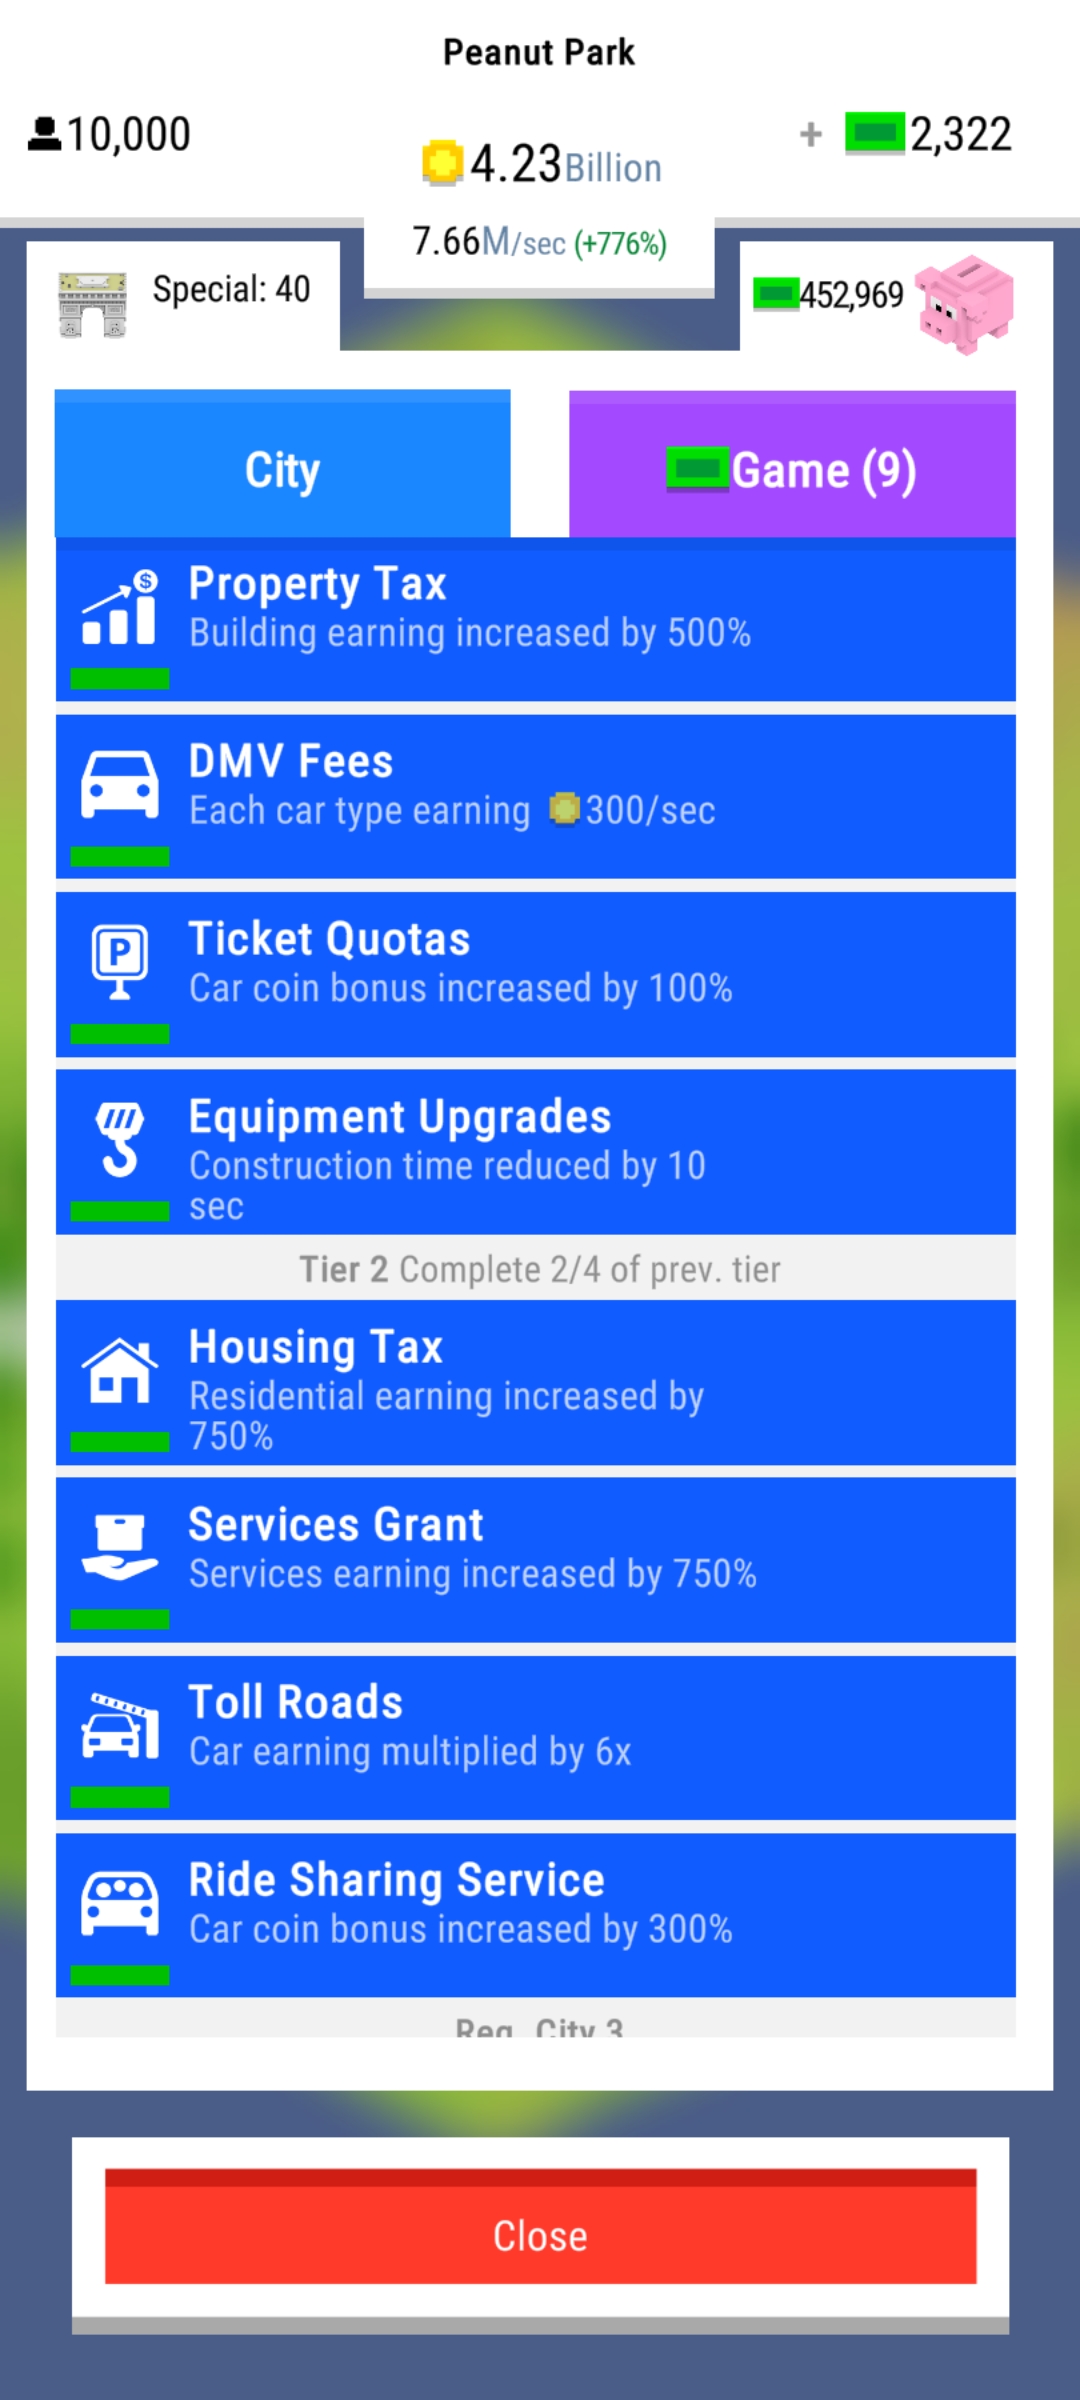 Peanut Park
10,000
4.23Billion
+ 2,322
7.66M/sec (+776%)
Special: 40
452,969
City
Game (9)
Property Tax
Building earning increased by 500%
DMV Fees
Each car type earning 300/sec
P
Ticket Quotas
Car coin bonus increased by 100%
Equipment Upgrades
Construction time reduced by 10
sec
Tier 2 Complete 2/4 of prev. tier
Housing Tax
Residential earning increased by
750%
Services Grant
Services earning increased by 750%
Toll Roads
Car earning multiplied by 6x
Ride Sharing Service
Car coin bonus increased by 300%
Req. City 3
Close